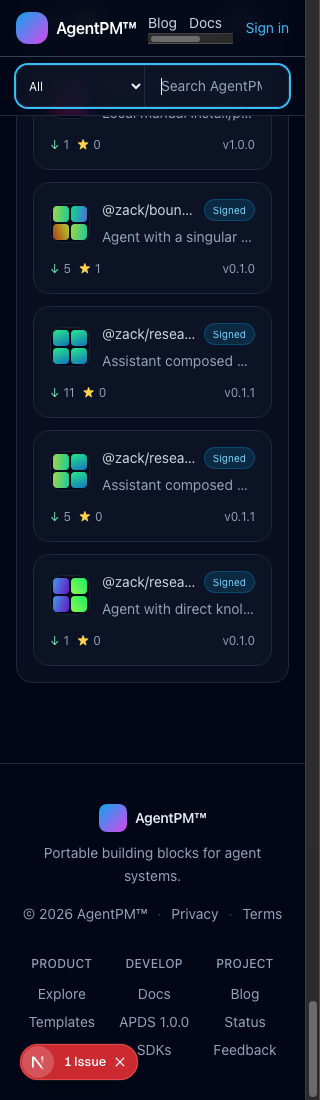 AgentPM™ Blog Docs Sign in
All Search AgentPM
↓ 1 ★ 0 v1.0.0
@zack/boun... Signed
Agent with a singular ...
↓ 5 ★ 1 v0.1.0
@zack/resea... Signed
Assistant composed ...
↓ 11 ★ 0 v0.1.1
@zack/resea... Signed
Assistant composed ...
↓ 5 ★ 0 v0.1.1
@zack/resea... Signed
Agent with direct knol...
↓ 1 ★ 0 v0.1.0
AgentPM™
Portable building blocks for agent
systems.
© 2026 AgentPM™ · Privacy · Terms
PRODUCT DEVELOP PROJECT
Explore Docs Blog
Templates APDS 1.0.0 Status
SDKs Feedback
N 1 Issue ×